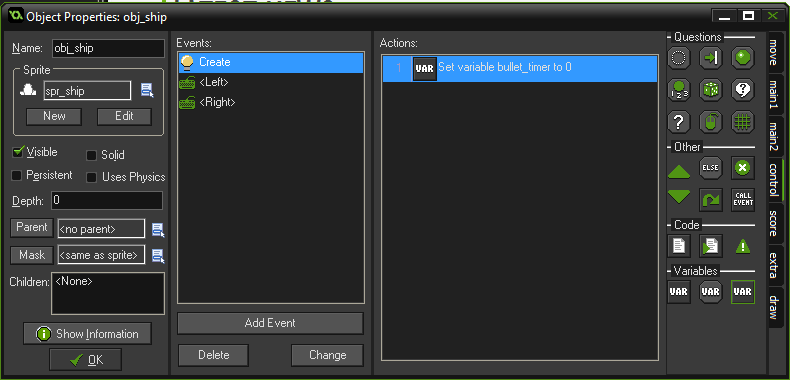 Object Properties: obj_ship
Name: obj_ship
Sprite
spr_ship
New Edit
Visible Solid
Persistent Uses Physics
Depth: 0
Parent <no parent>
Mask <same as sprite>
Children: <None>
Show Information
OK
Events:
Create
<Left>
<Right>
Add Event
Delete Change
Actions:
1 VAR Set variable bullet_timer to 0
Questions
1 2 3 ?
?
Other
ELSE
CALL EVENT
Code
Variables
VAR VAR VAR
move
main1
main2
control
score
extra
draw